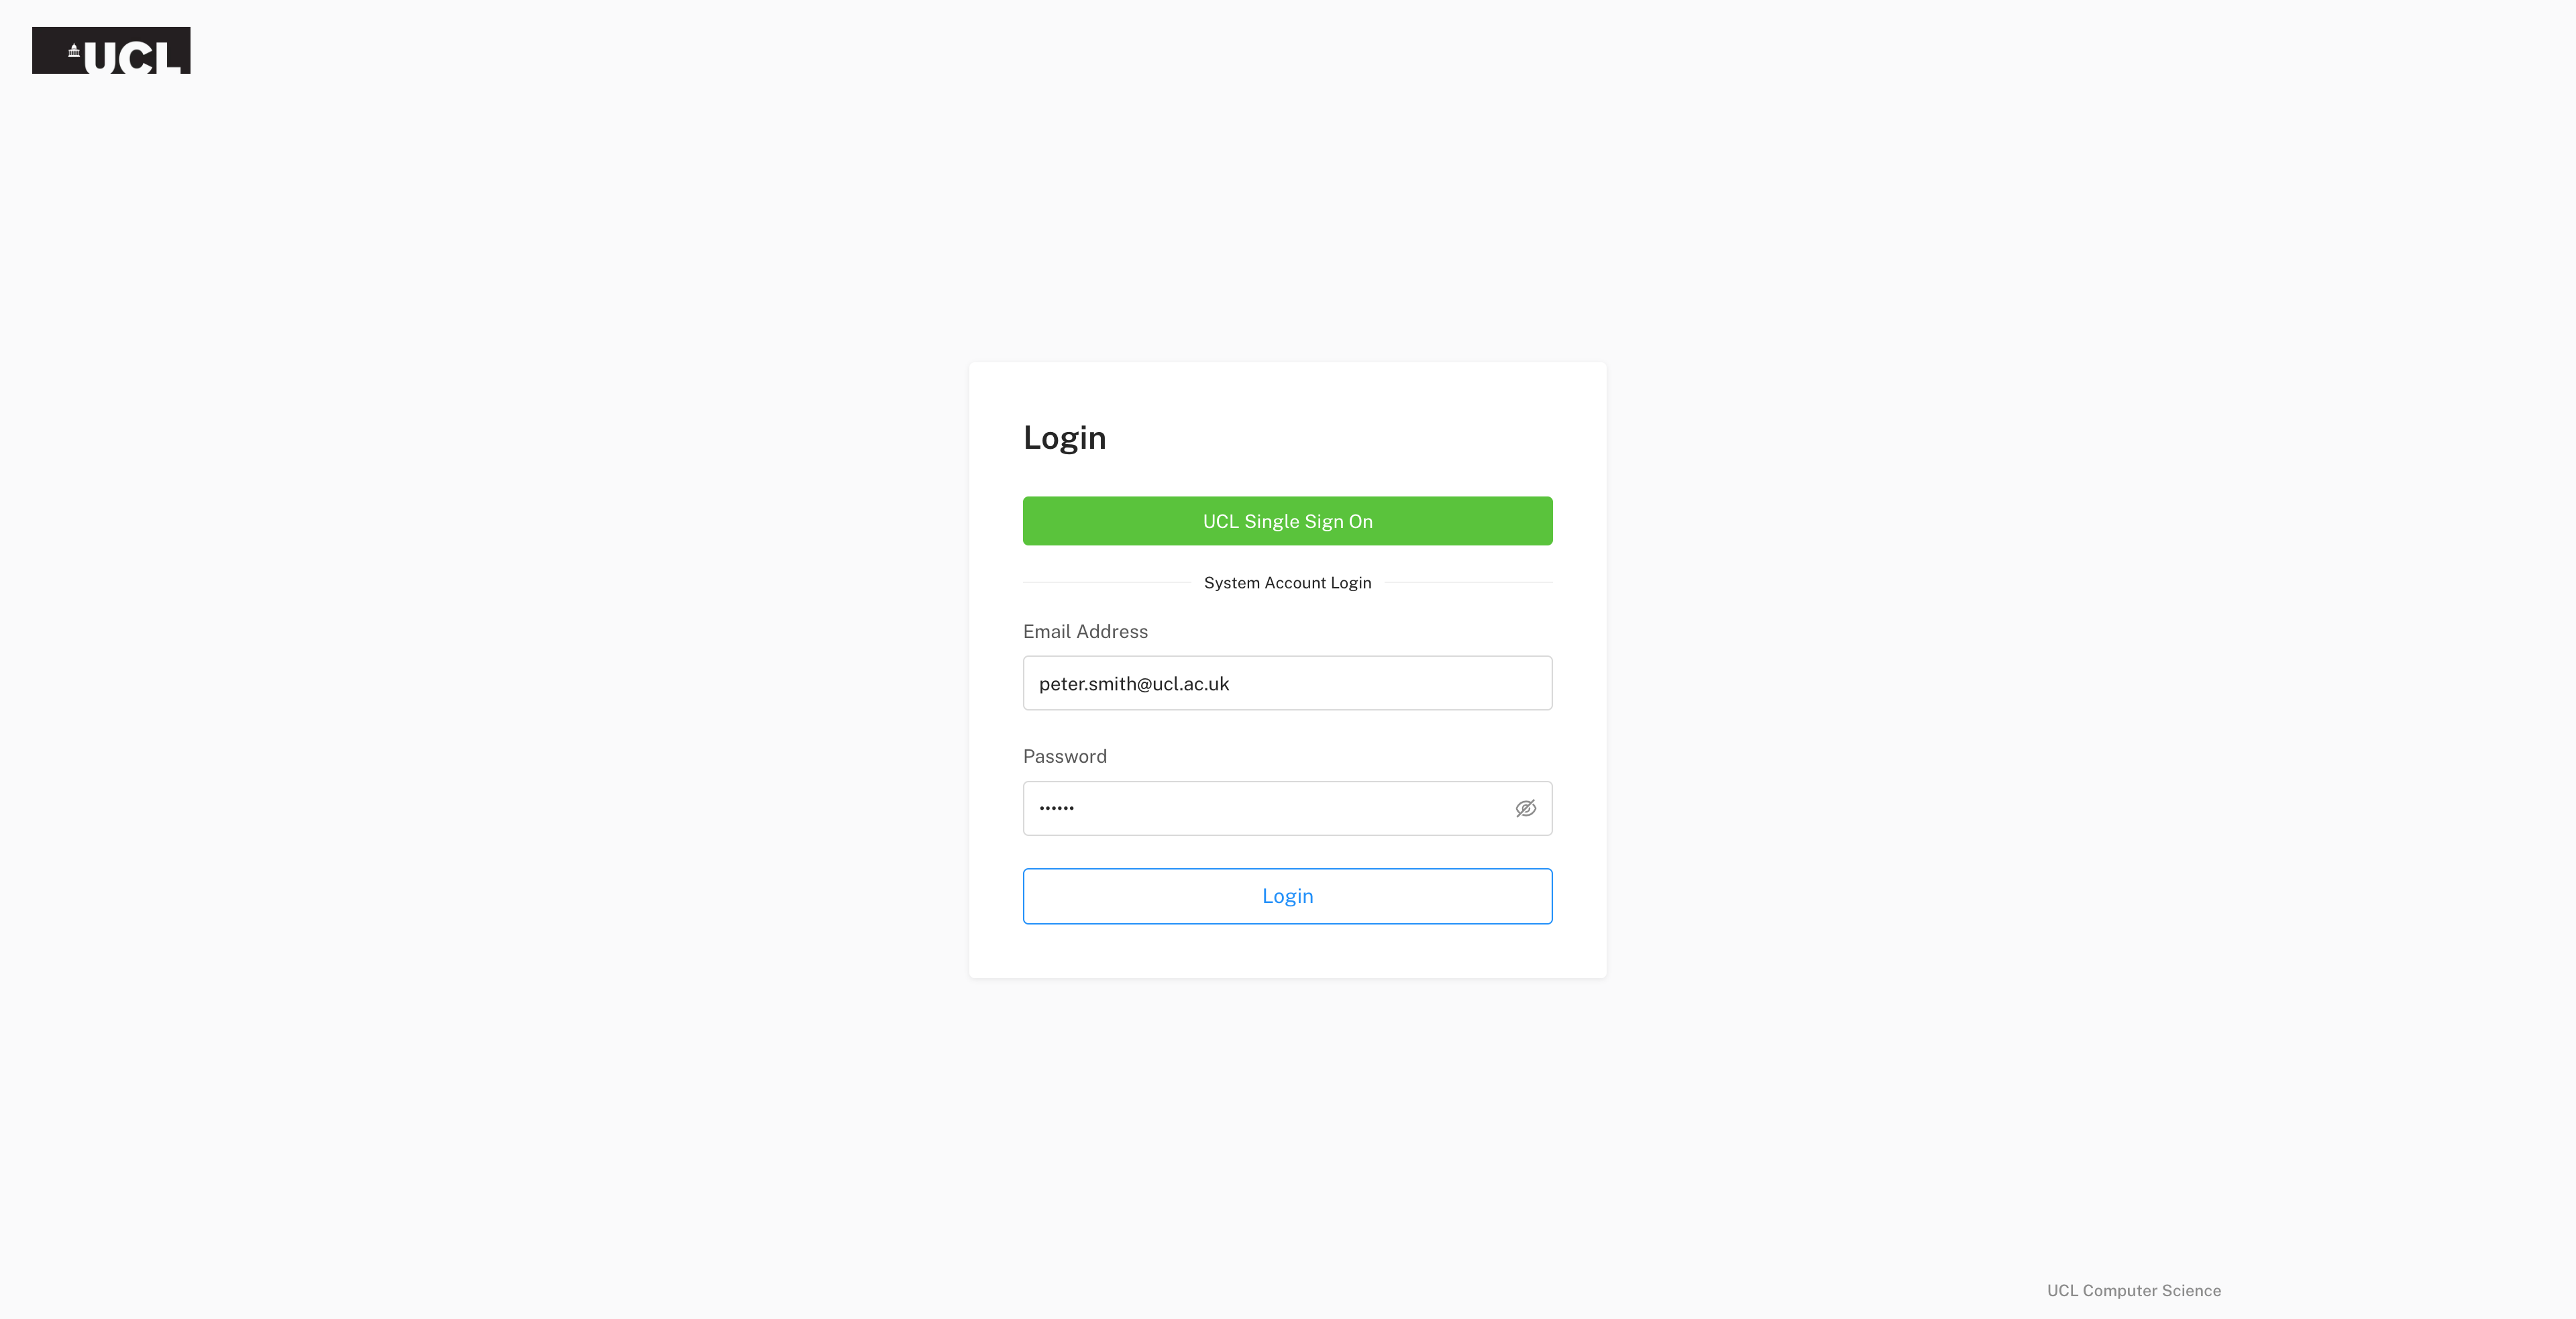 UCL
Login
UCL Single Sign On
System Account Login
Email Address
peter.smith@ucl.ac.uk
Password
••••••
Login
UCL Computer Science